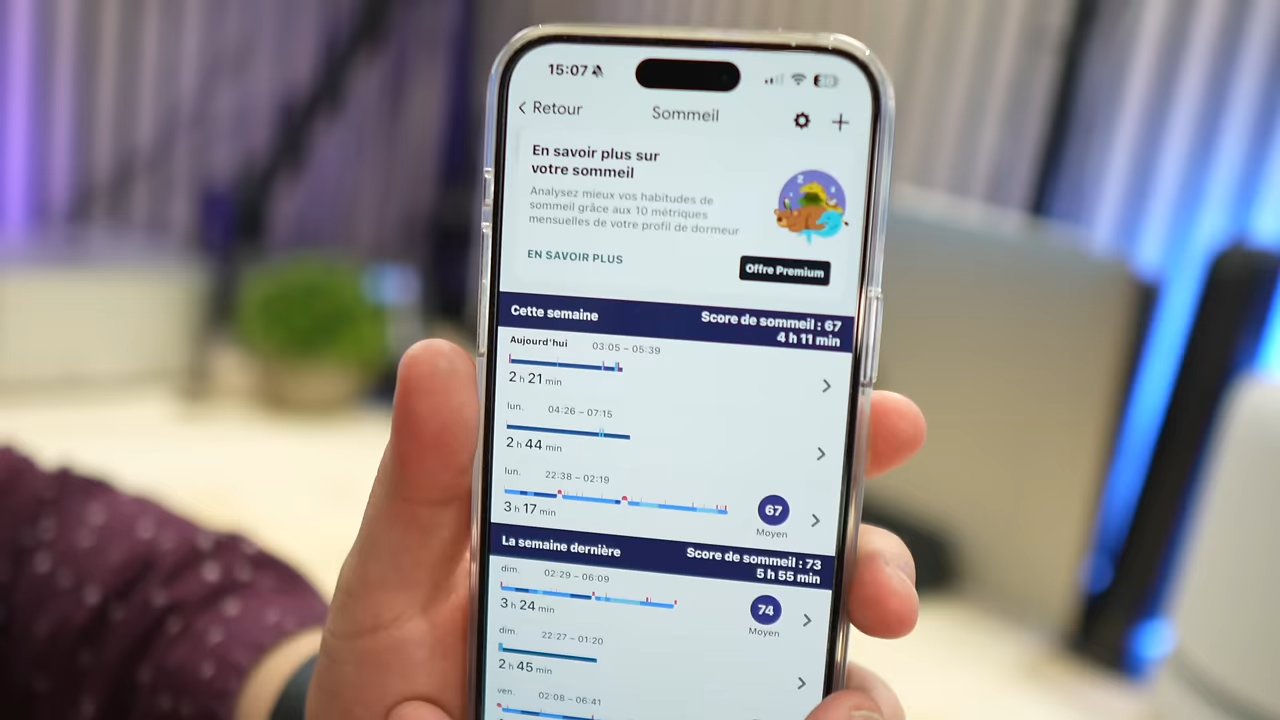 15:07
Retour
Sommeil
En savoir plus sur
votre sommeil
Analysez mieux vos habitudes de
sommeil grâce aux 10 métriques
mensuelles de votre profil de dormeur
EN SAVOIR PLUS
Offre Premium
Cette semaine
Score de sommeil : 67
4 h 11 min
Aujourd'hui 03:05 – 05:39
2 h 21 min
lun. 04:26 – 07:15
2 h 44 min
lun. 22:38 – 02:19
67
3 h 17 min
Moyen
La semaine dernière
Score de sommeil : 73
5 h 55 min
dim. 02:29 – 06:09
74
3 h 24 min
Moyen
dim. 22:27 – 01:20
2 h 45 min
ven. 02:08 – 06:41